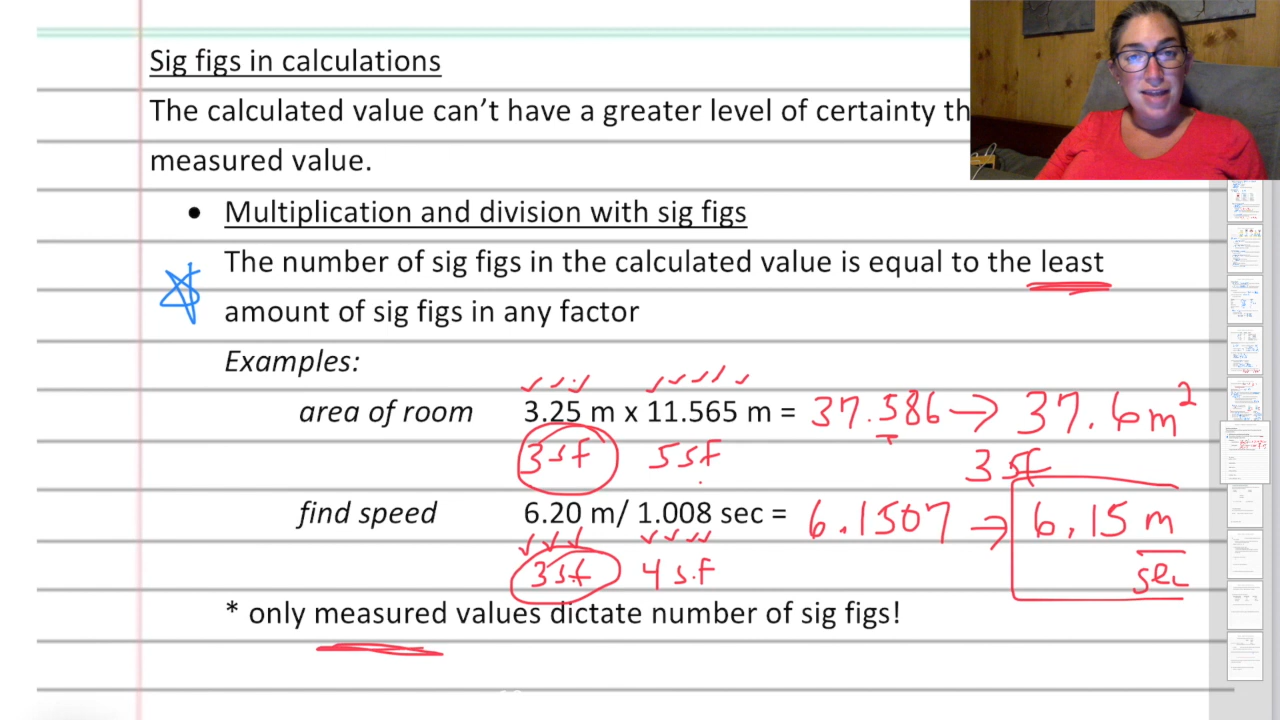 Sig figs in calculations
The calculated value can't have a greater level of certainty th
measured value.
• Multiplication and division with sig figs
The number of sig figs in the calculated value is equal to the least
amount of sig figs in any factor
Examples:
area of room 3.25 m x 11.565 m = 37.586 → 37.6 m²
3 s f 5 s f 3 sf
find speed 6.20 m/ 1.008 sec = 6.1507 → 6.15 m
3 s.f 4 s.f sec
* only measured values dictate number of sig figs!